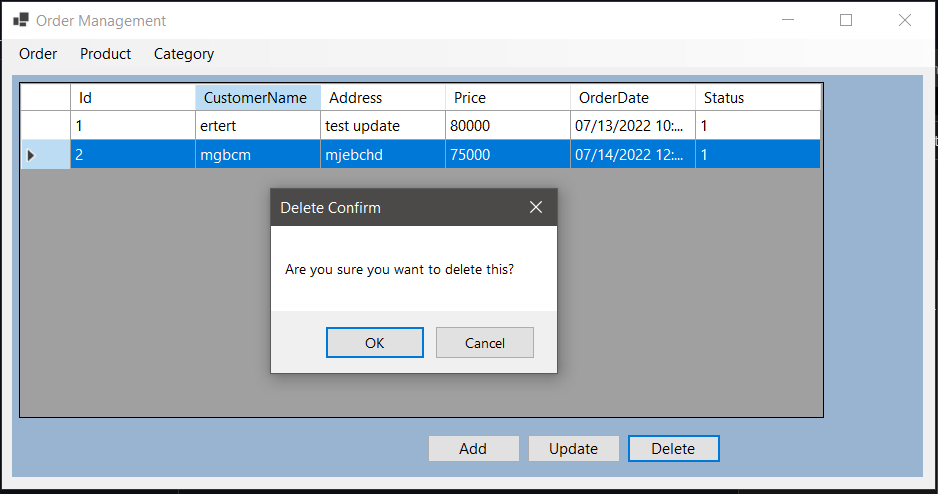 Order Management
Order Product Category
Id CustomerName Address Price OrderDate Status
1 ertert test update 80000 07/13/2022 10:... 1
2 mgbcm mjebchd 75000 07/14/2022 12:... 1
Delete Confirm
Are you sure you want to delete this?
OK Cancel
Add Update Delete